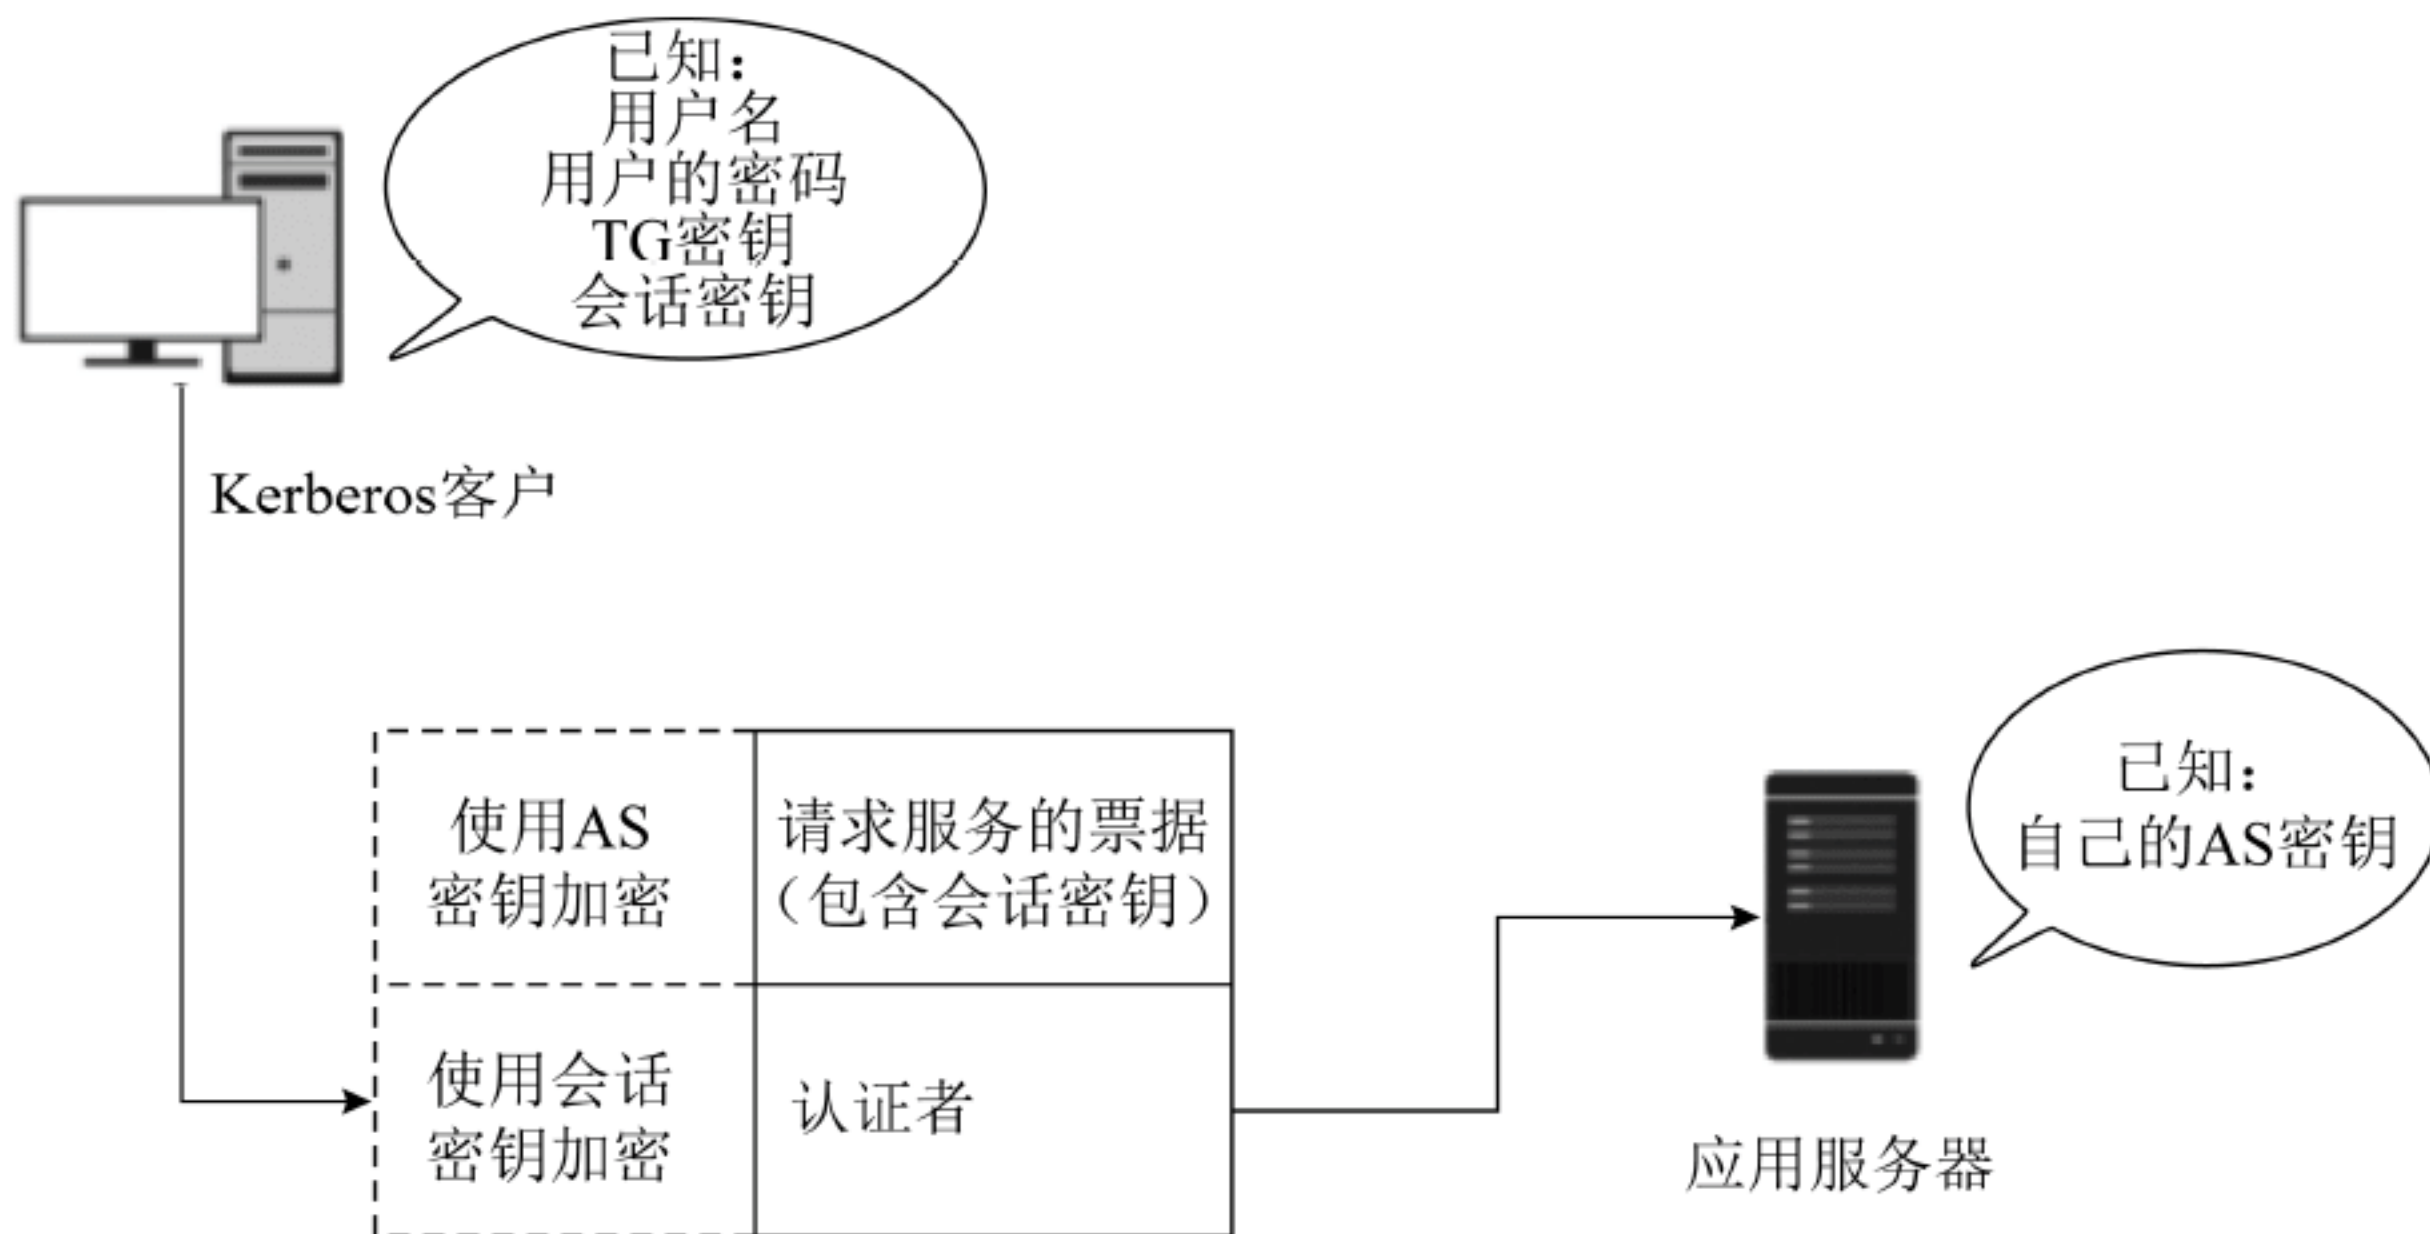 已知：
用户名
用户的密码
TG密钥
会话密钥
Kerberos客户
使用AS
密钥加密
请求服务的票据
（包含会话密钥）
使用会话
密钥加密
认证者
已知：
自己的AS密钥
应用服务器